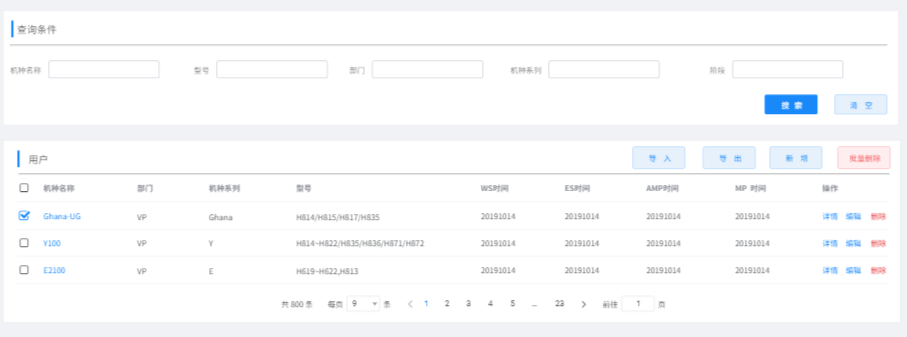 查询条件
机种名称 型号 部门 机种系列 阶段
搜 索 清 空
用户 导 入 导 出 新 增 批量删除
机种名称 部门 机种系列 型号 WS时间 ES时间 AMP时间 MP 时间 操作
Ghana-UG VP Ghana H814/H815/H817/H835 20191014 20191014 20191014 20191014 详情 编辑 删除
Y100 VP Y H814~H822/H835/H836/H871/H872 20191014 20191014 20191014 20191014 详情 编辑 删除
E2100 VP E H619~H622,H813 20191014 20191014 20191014 20191014 详情 编辑 删除
共 800 条 每页 9 条 < 1 2 3 4 5 ... 23 > 前往 1 页